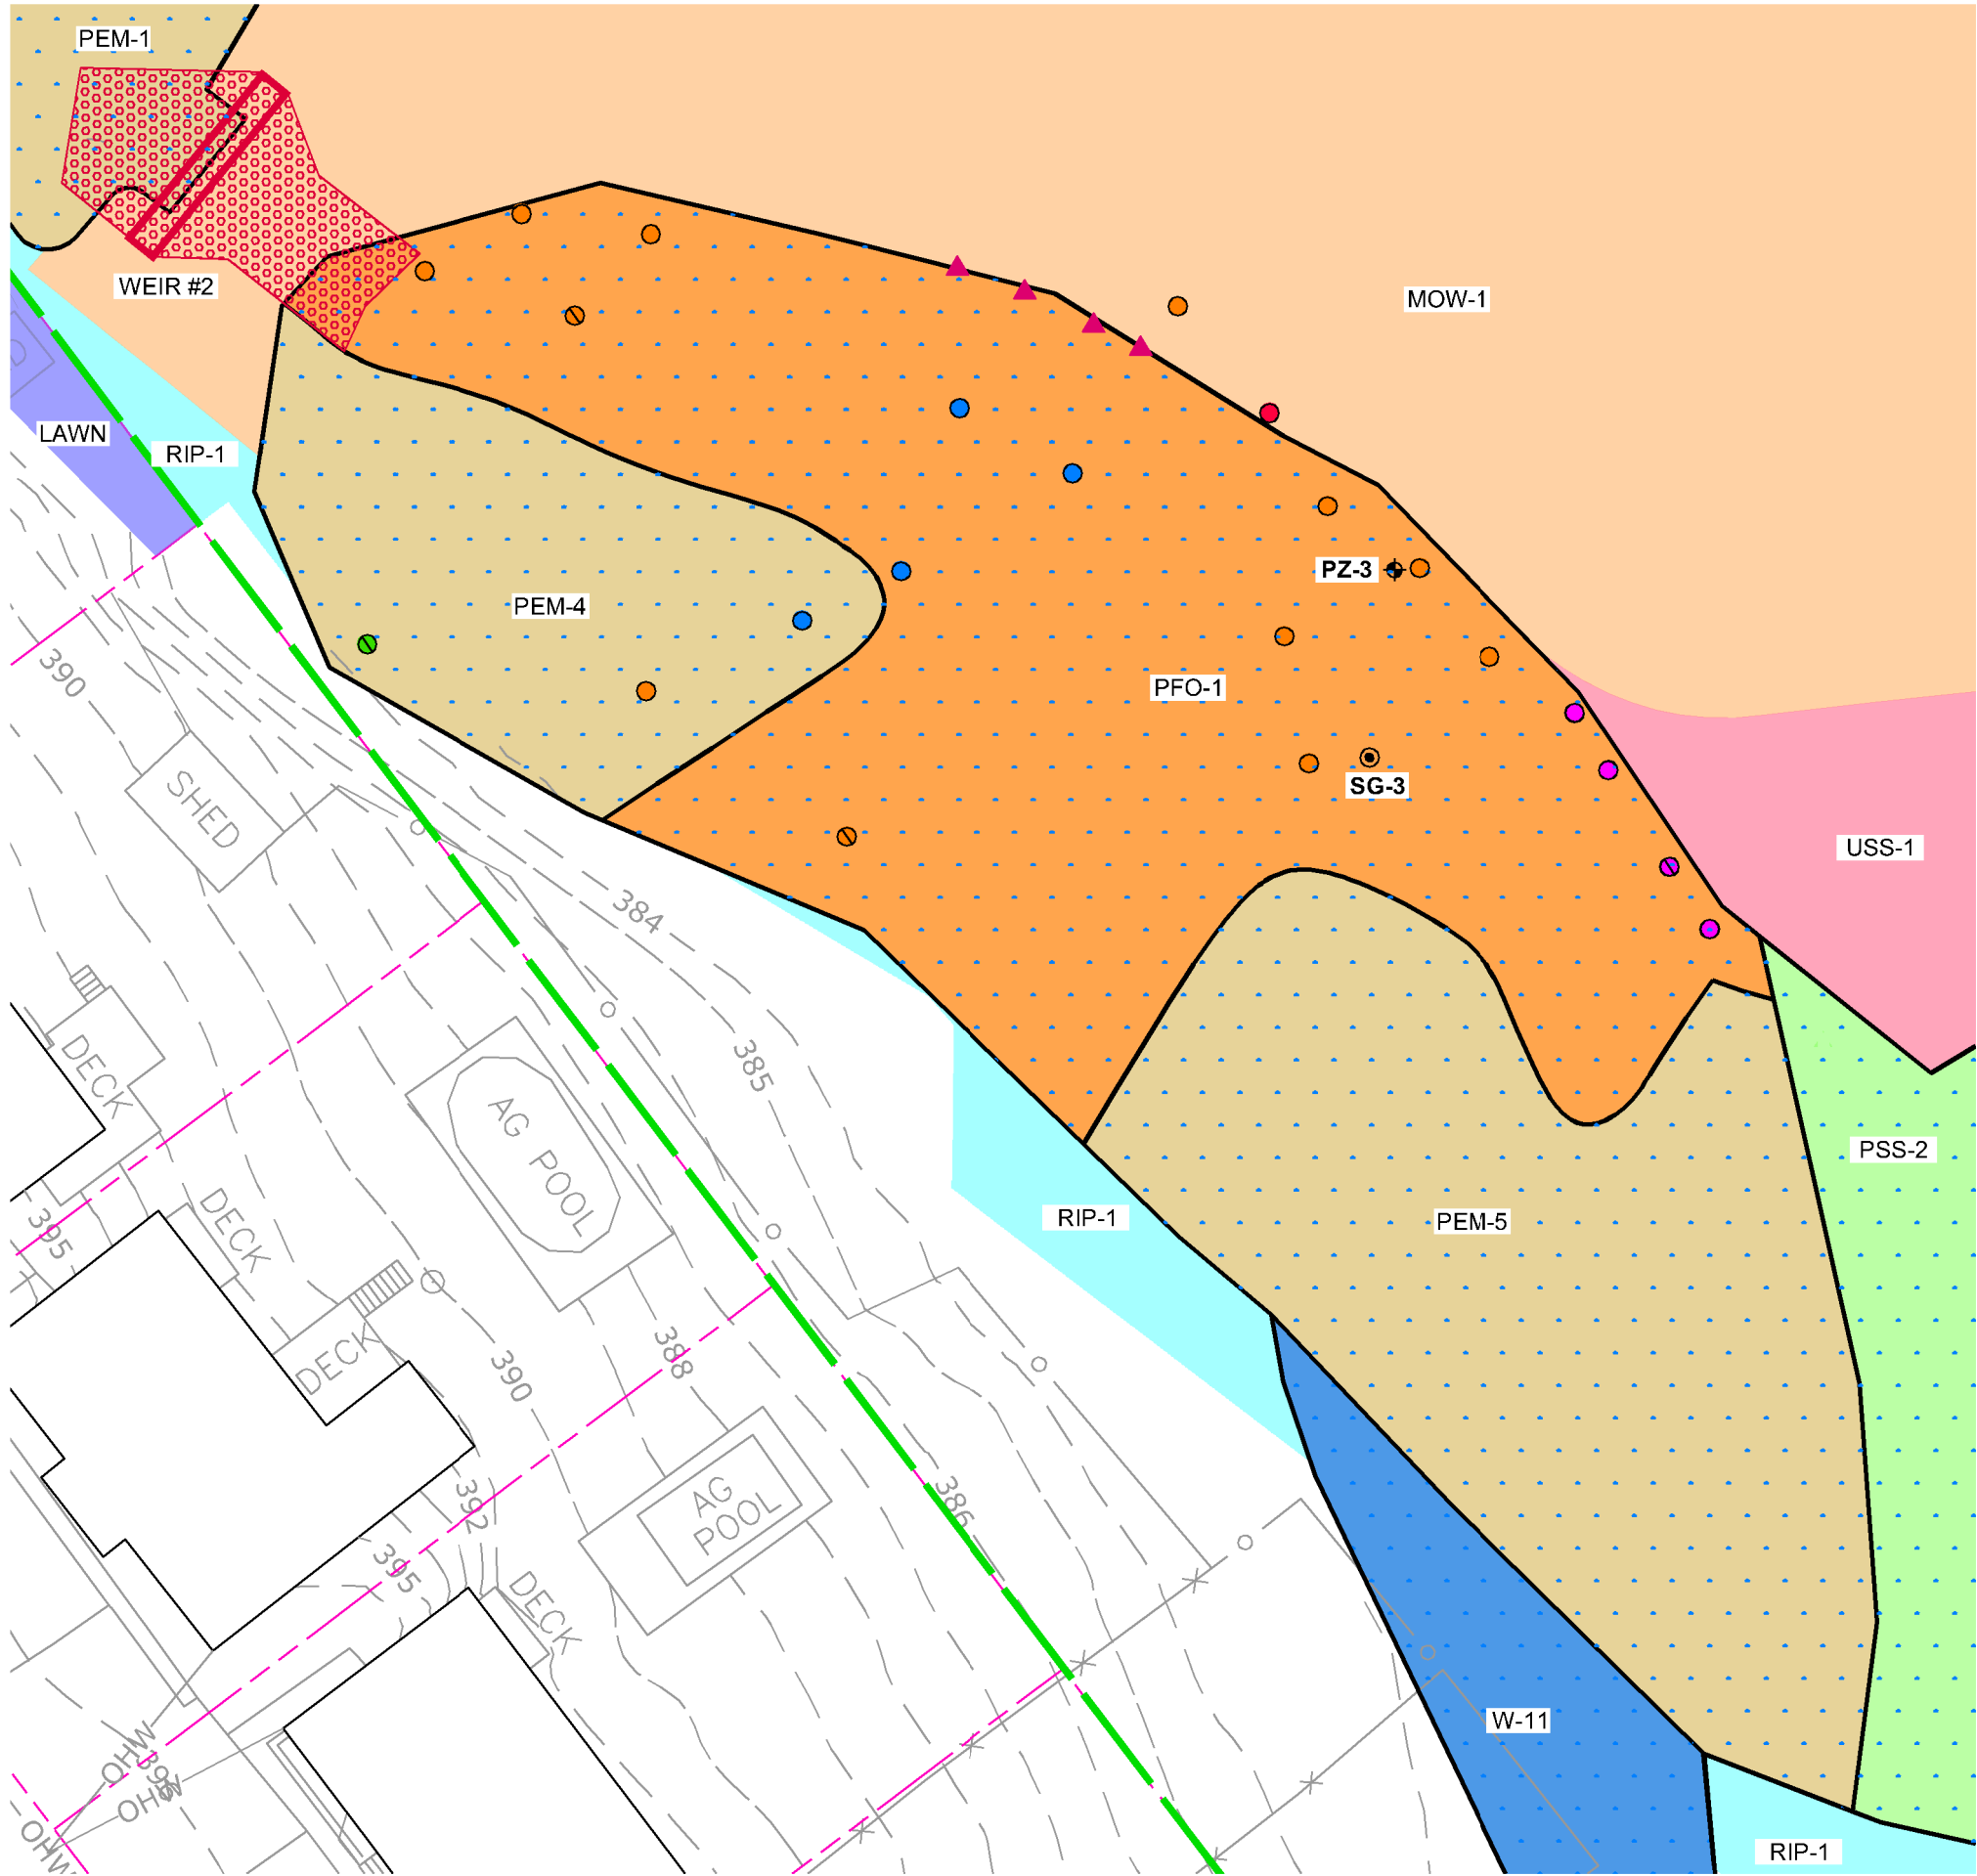 PEM-1
WEIR #2
MOW-1
LAWN
RIP-1
PZ-3
PEM-4
390
PFO-1
SG-3
SHED
USS-1
384
385
DECK
AG POOL
PSS-2
RIP-1
PEM-5
DECK
395
388
DECK
390
386
392
AG
POOL
395
DECK
W-11
OHW
396
OHW
OHW
RIP-1